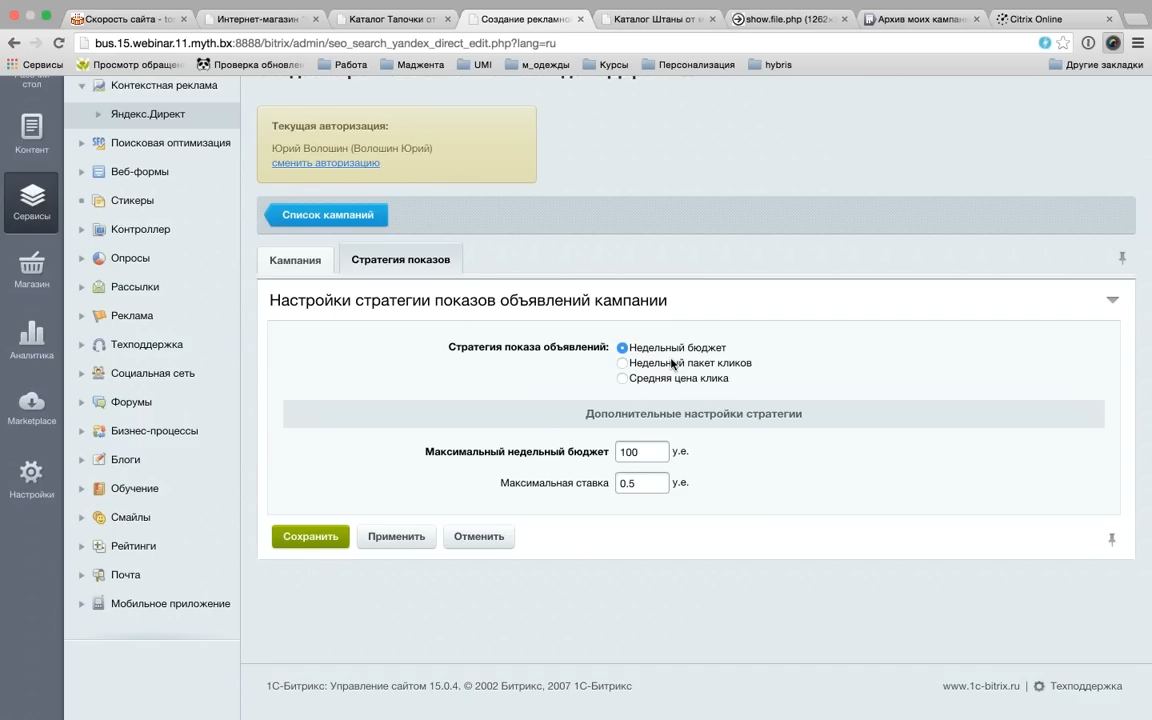 Скорость сайта - то
Интернет-магазин
Каталог Тапочки от
Создание рекламн
Каталог Штаны от м
show.file.php (1262×
Архив моих кампан
Citrix Online
bus.15.webinar.11.myth.bx:8888/bitrix/admin/seo_search_yandex_direct_edit.php?lang=ru
Сервисы
Просмотр обращен
Проверка обновлен
Работа
Маджента
UMI
м_одежды
Курсы
Персонализация
hybris
Другие закладки
стол
Контент
Сервисы
Магазин
Аналитика
Marketplace
Настройки
Контекстная реклама
Яндекс.Директ
Поисковая оптимизация
Веб-формы
Стикеры
Контроллер
Опросы
Рассылки
Реклама
Техподдержка
Социальная сеть
Форумы
Бизнес-процессы
Блоги
Обучение
Смайлы
Рейтинги
Почта
Мобильное приложение
Текущая авторизация:
Юрий Волошин (Волошин Юрий)
сменить авторизацию
Список кампаний
Кампания
Стратегия показов
Настройки стратегии показов объявлений кампании
Стратегия показа объявлений:
Недельный бюджет
Недельный пакет кликов
Средняя цена клика
Дополнительные настройки стратегии
Максимальный недельный бюджет 100 у.е.
Максимальная ставка 0.5 у.е.
Сохранить
Применить
Отменить
1С-Битрикс: Управление сайтом 15.0.4. © 2002 Битрикс, 2007 1С-Битрикс
www.1c-bitrix.ru | Техподдержка